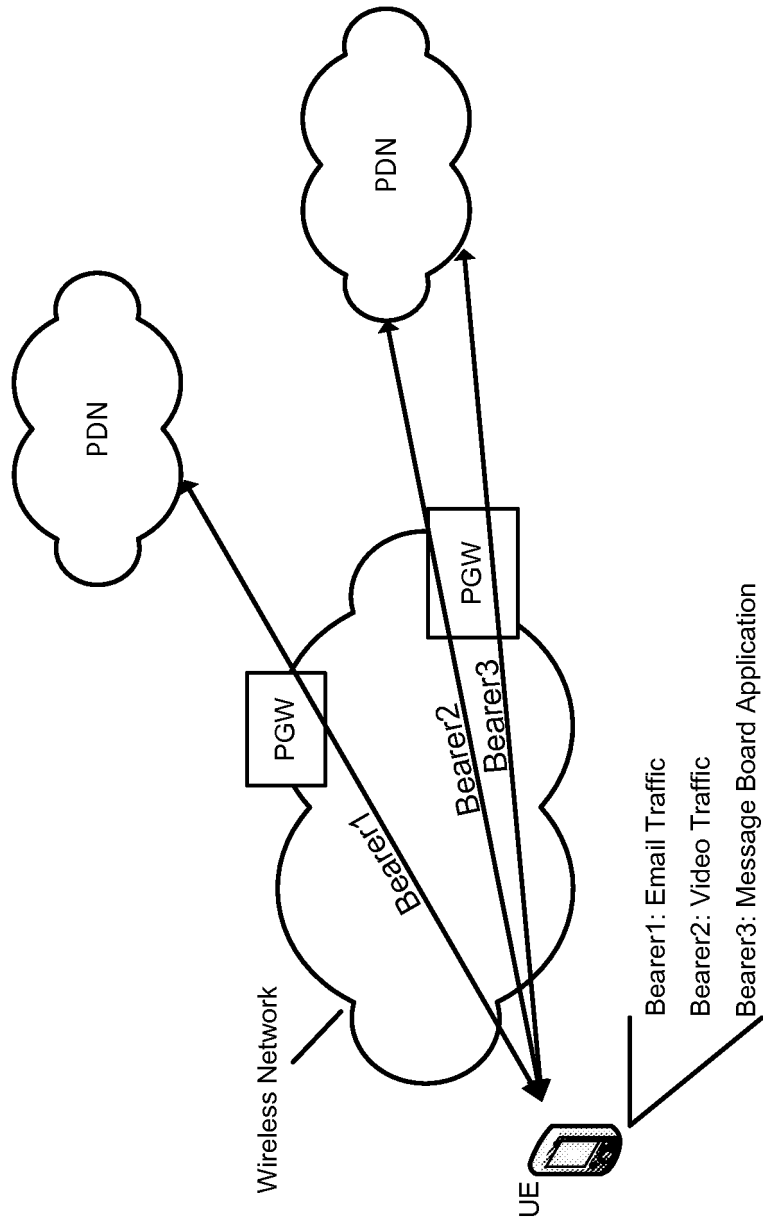 PDN
PDN
PGW
PGW
Bearer1
Bearer2
Bearer3
Wireless Network
UE
Bearer1: Email Traffic
Bearer2: Video Traffic
Bearer3: Message Board Application